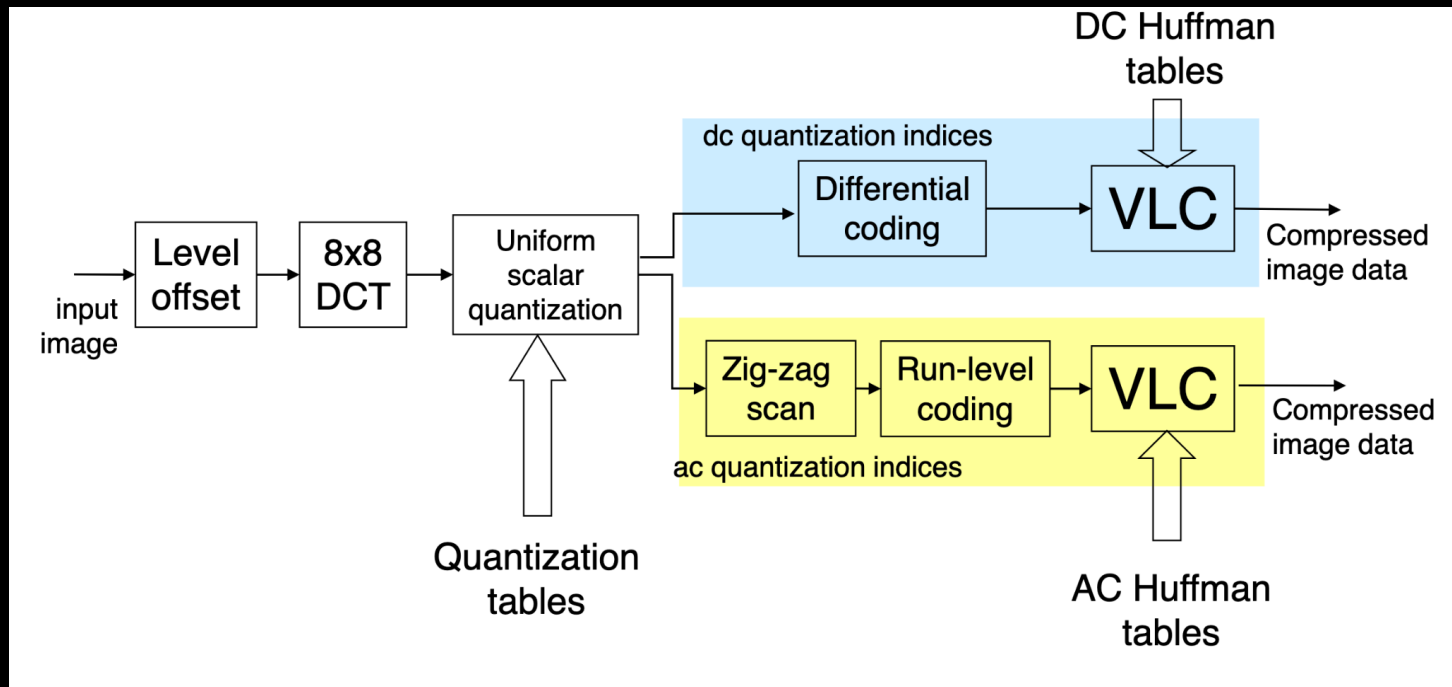 DC Huffman
tables
dc quantization indices
Differential
coding
VLC
Compressed
image data
input
image
Level
offset
8x8
DCT
Uniform
scalar
quantization
Zig-zag
scan
Run-level
coding
VLC
Compressed
image data
ac quantization indices
Quantization
tables
AC Huffman
tables